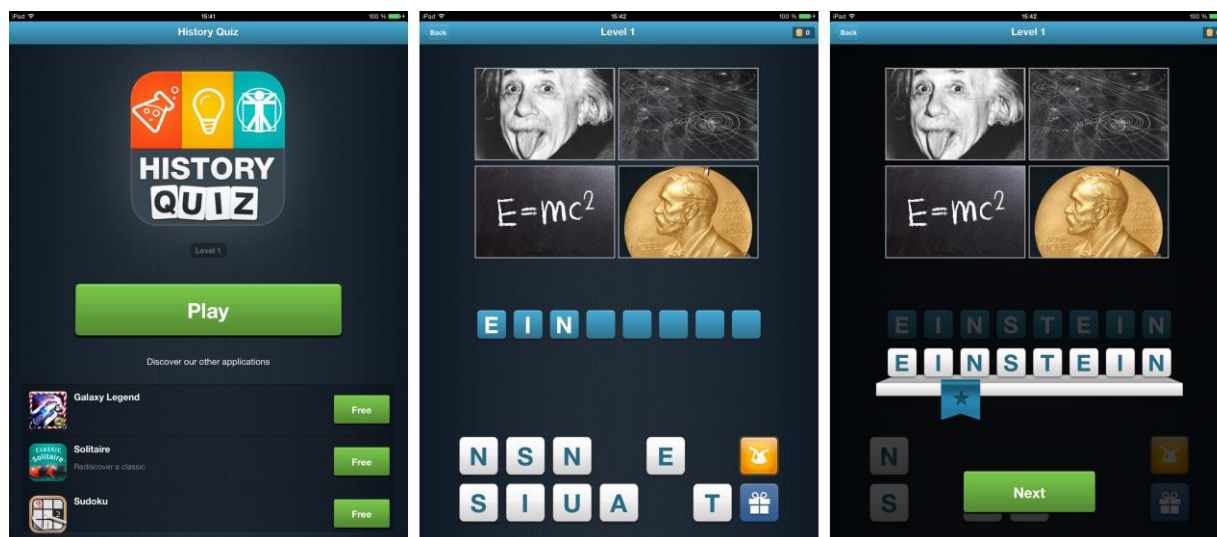 iPad 15:41 100 %
History Quiz
HISTORY
QUIZ
Level 1
Play
Discover our other applications
Galaxy Legend
Free
CLASSIC
Solitaire
Solitaire
Rediscover a classic
Free
Sudoku
Free
iPad 15:42 100 %
Back Level 1 0
E=mc²
E I N
N S N E
S I U A T
iPad 15:42 100 %
Back Level 1
E=mc²
E I N S T E I N
E I N S T E I N
N
S
Next